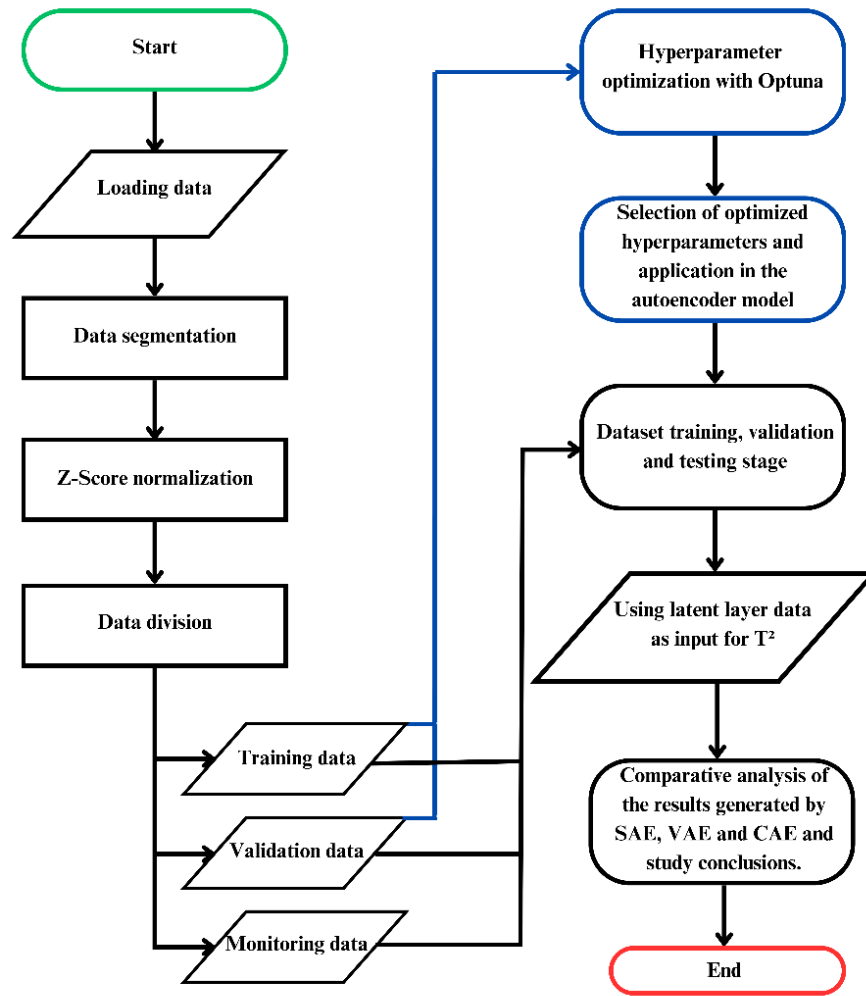 Start
Loading data
Data segmentation
Z-Score normalization
Data division
Training data
Validation data
Monitoring data
Hyperparameter
optimization with Optuna
Selection of optimized
hyperparameters and
application in the
autoencoder model
Dataset training, validation
and testing stage
Using latent layer data
as input for T²
Comparative analysis of
the results generated by
SAE, VAE and CAE and
study conclusions.
End